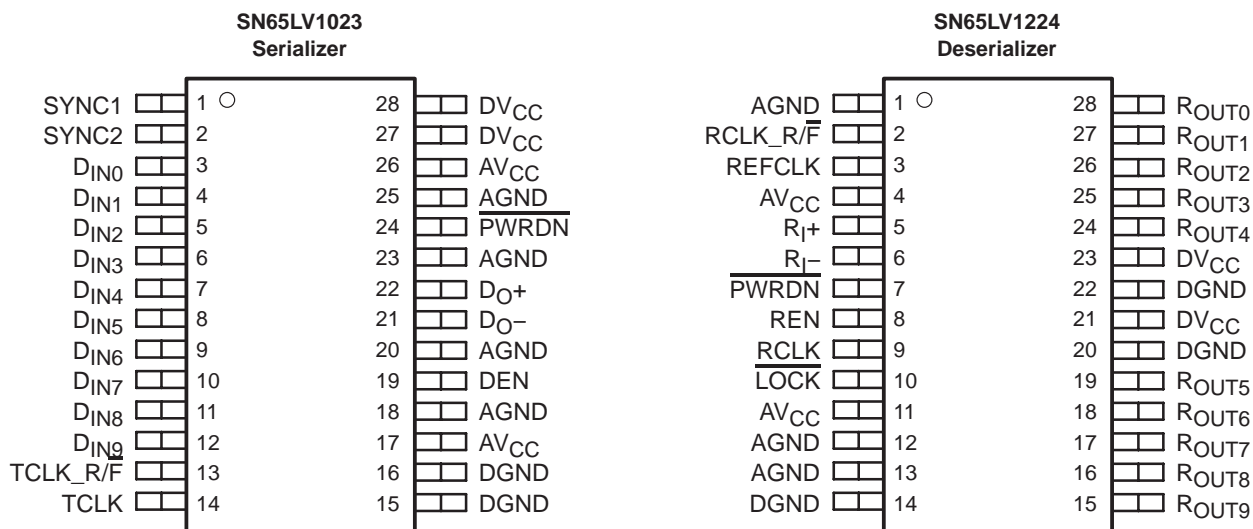 SN65LV1023
Serializer
SYNC1 1 28 DVCC
SYNC2 2 27 DVCC
DIN0 3 26 AVCC
DIN1 4 25 AGND
DIN2 5 24 PWRDN
DIN3 6 23 AGND
DIN4 7 22 DO+
DIN5 8 21 DO–
DIN6 9 20 AGND
DIN7 10 19 DEN
DIN8 11 18 AGND
DIN9 12 17 AVCC
TCLK_R/F 13 16 DGND
TCLK 14 15 DGND
SN65LV1224
Deserializer
AGND 1 28 ROUT0
RCLK_R/F 2 27 ROUT1
REFCLK 3 26 ROUT2
AVCC 4 25 ROUT3
RI+ 5 24 ROUT4
RI– 6 23 DVCC
PWRDN 7 22 DGND
REN 8 21 DVCC
RCLK 9 20 DGND
LOCK 10 19 ROUT5
AVCC 11 18 ROUT6
AGND 12 17 ROUT7
AGND 13 16 ROUT8
DGND 14 15 ROUT9